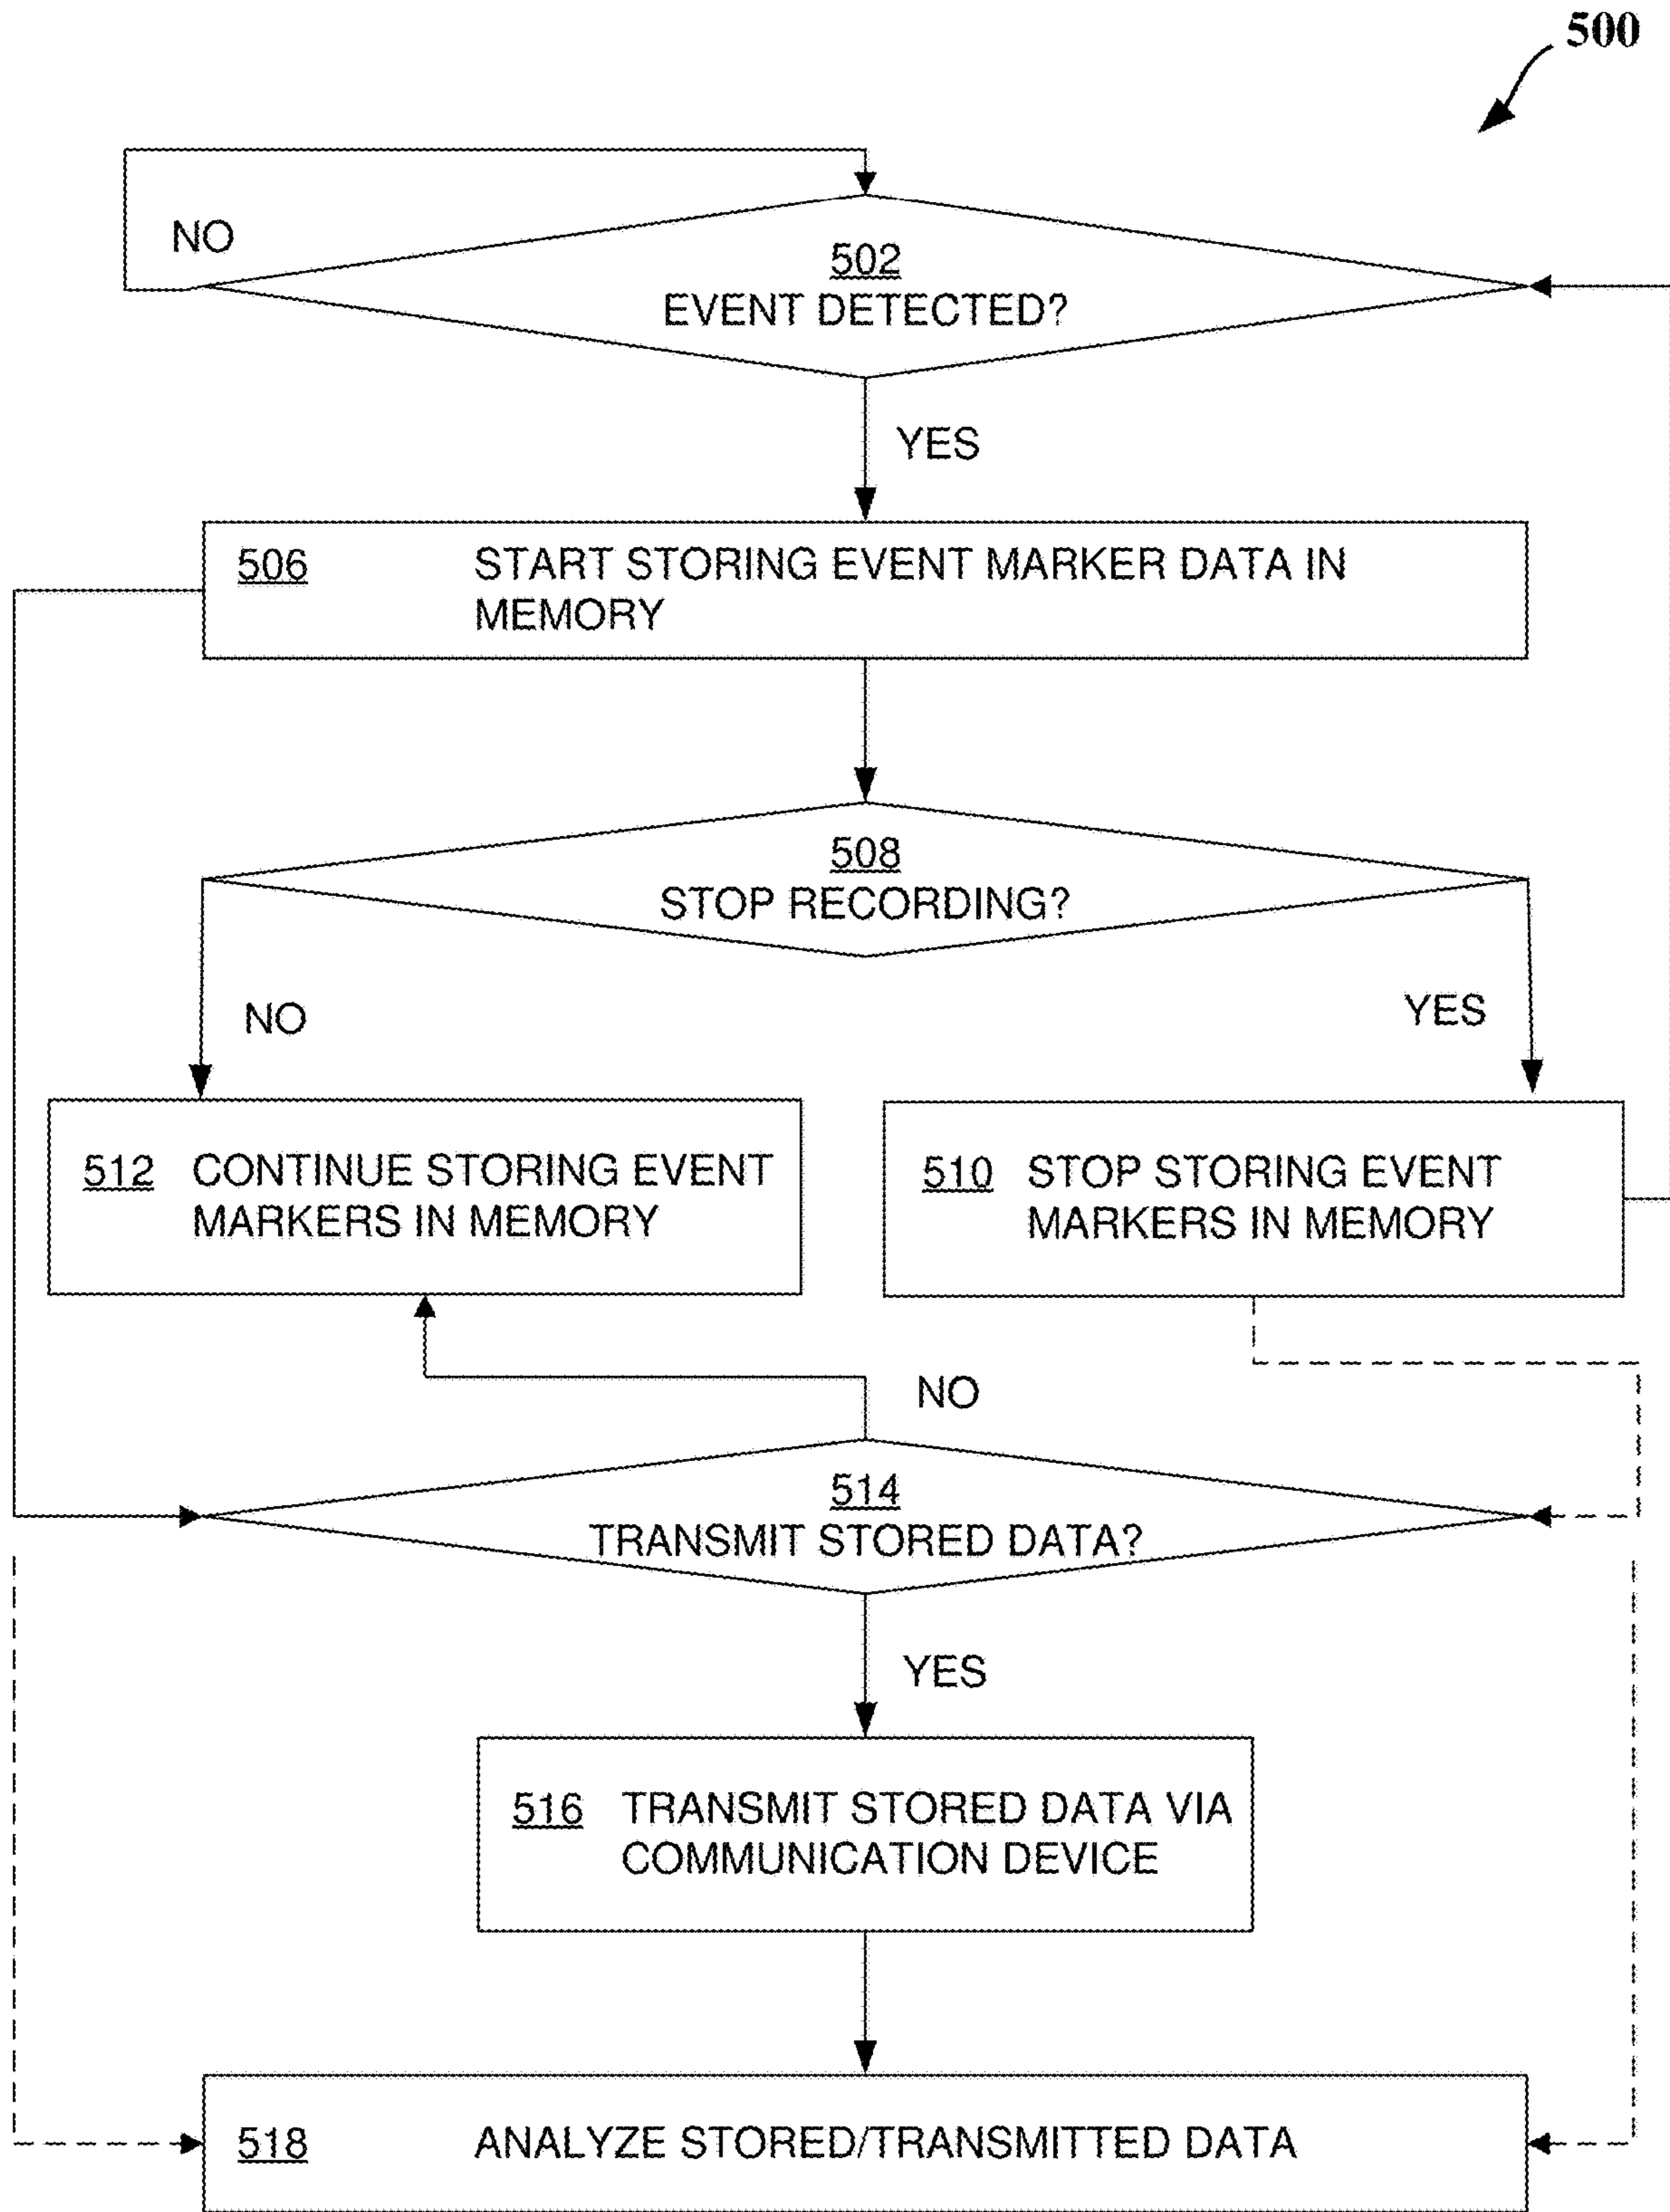 500
NO
502
EVENT DETECTED?
YES
506 START STORING EVENT MARKER DATA IN
MEMORY
508
STOP RECORDING?
NO
YES
512 CONTINUE STORING EVENT
MARKERS IN MEMORY
510 STOP STORING EVENT
MARKERS IN MEMORY
NO
514
TRANSMIT STORED DATA?
YES
516 TRANSMIT STORED DATA VIA
COMMUNICATION DEVICE
518 ANALYZE STORED/TRANSMITTED DATA